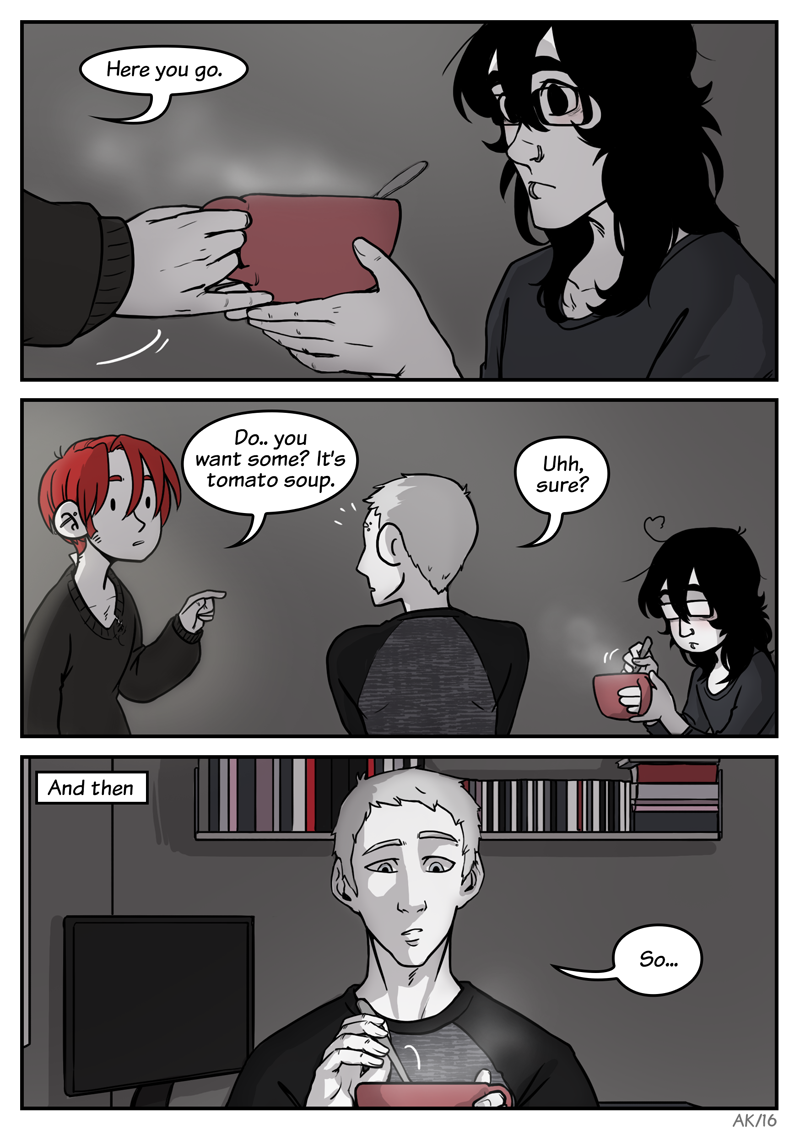 Here you go.
Do.. you
want some? It's
tomato soup.
Uhh,
sure?
And then
So...
AK/16